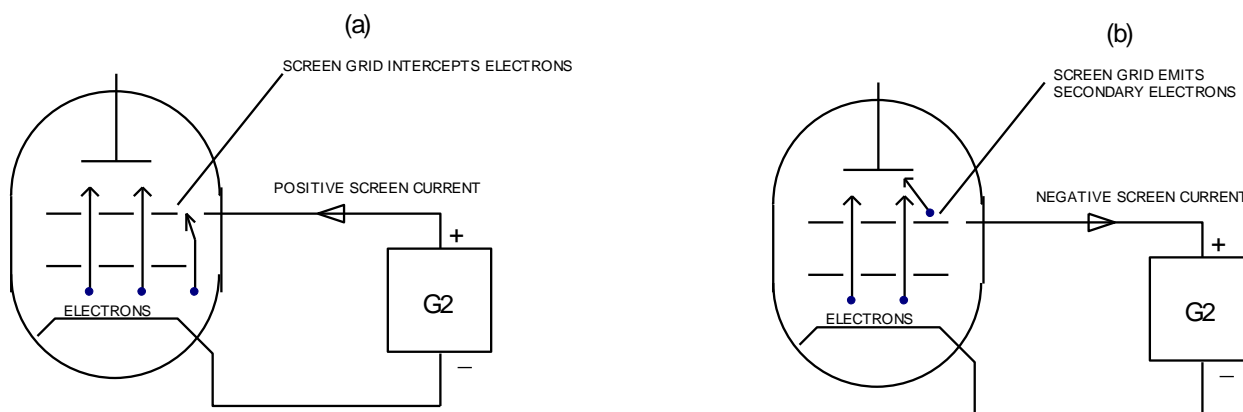 (a)
SCREEN GRID INTERCEPTS ELECTRONS
POSITIVE SCREEN CURRENT
+
G2
ELECTRONS
–
(b)
SCREEN GRID EMITS
SECONDARY ELECTRONS
NEGATIVE SCREEN CURRENT
+
G2
ELECTRONS
–